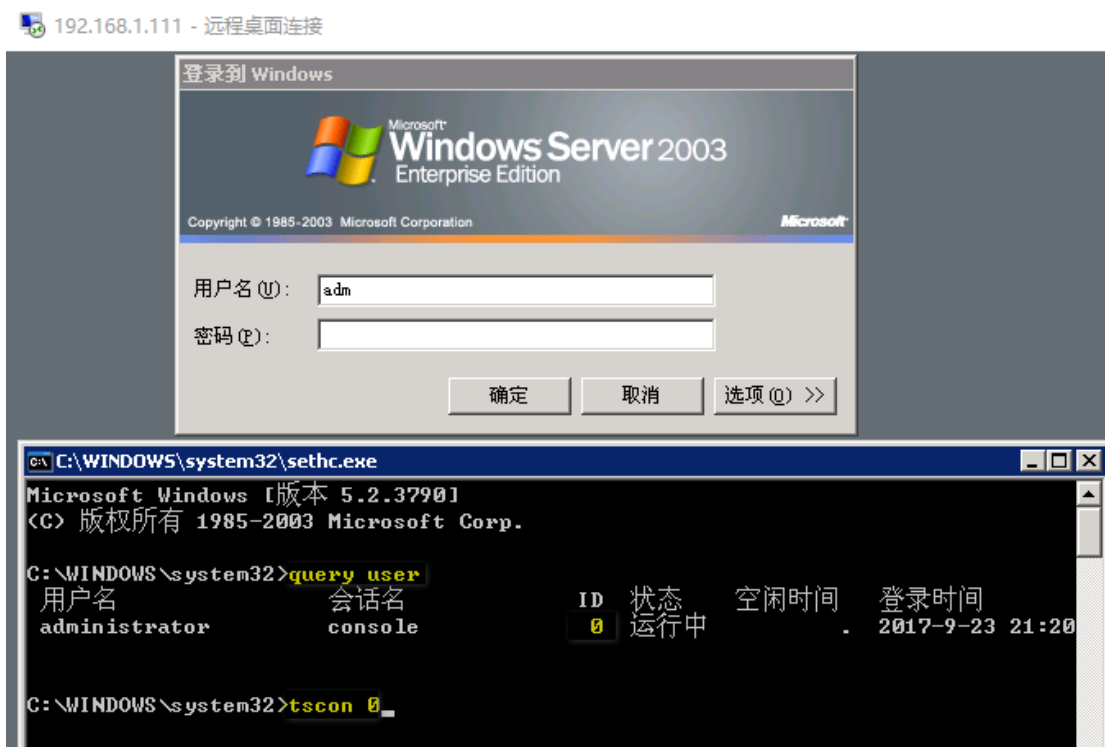 192.168.1.111 - 远程桌面连接
登录到 Windows
Microsoft
Windows Server 2003
Enterprise Edition
Copyright © 1985-2003 Microsoft Corporation Microsoft
用户名(U): adm
密码(P):
确定 取消 选项(O) >>
C:\WINDOWS\system32\sethc.exe
Microsoft Windows [版本 5.2.3790]
(C) 版权所有 1985-2003 Microsoft Corp.
C:\WINDOWS\system32>query user
用户名 会话名 ID 状态 空闲时间 登录时间
administrator console 0 运行中 . 2017-9-23 21:20
C:\WINDOWS\system32>tscon 0_